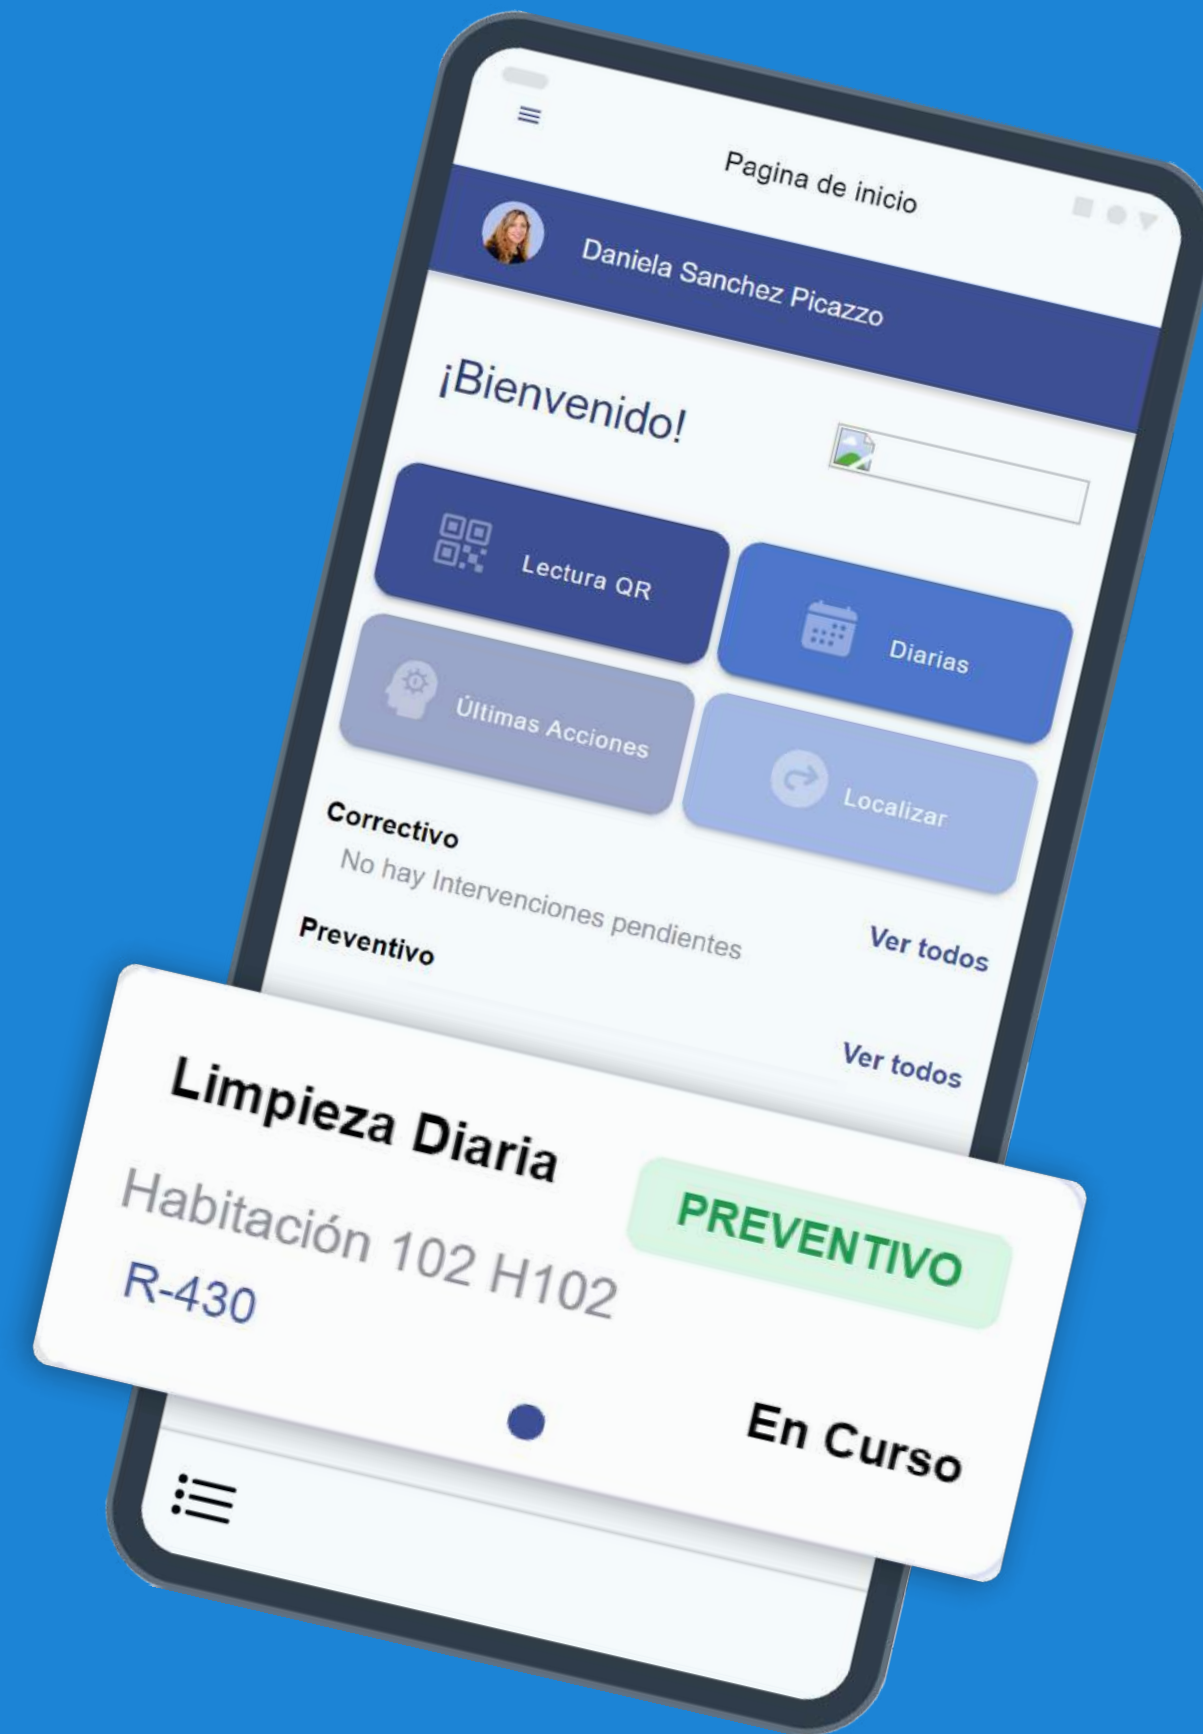 Pagina de inicio
Daniela Sanchez Picazzo
¡Bienvenido!
Lectura QR
Diarias
Últimas Acciones
Localizar
Correctivo
No hay Intervenciones pendientes
Ver todos
Preventivo
Ver todos
Limpieza Diaria
PREVENTIVO
Habitación 102 H102
R-430
En Curso